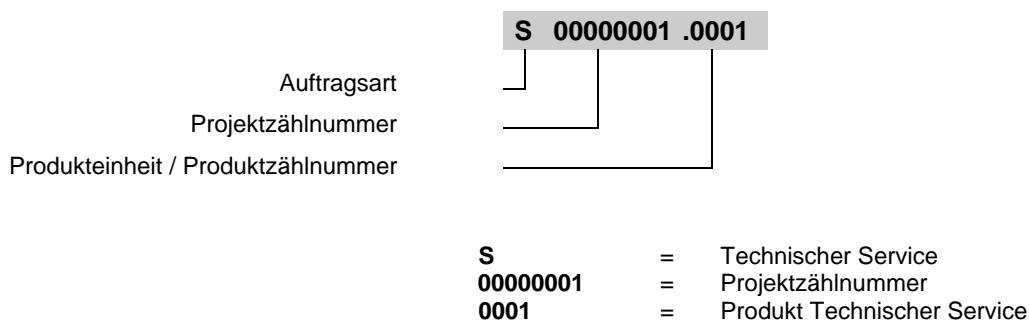 S 00000001 .0001
Auftragsart
Projektzählnummer
Produkteinheit / Produktzählnummer
S = Technischer Service
00000001 = Projektzählnummer
0001 = Produkt Technischer Service